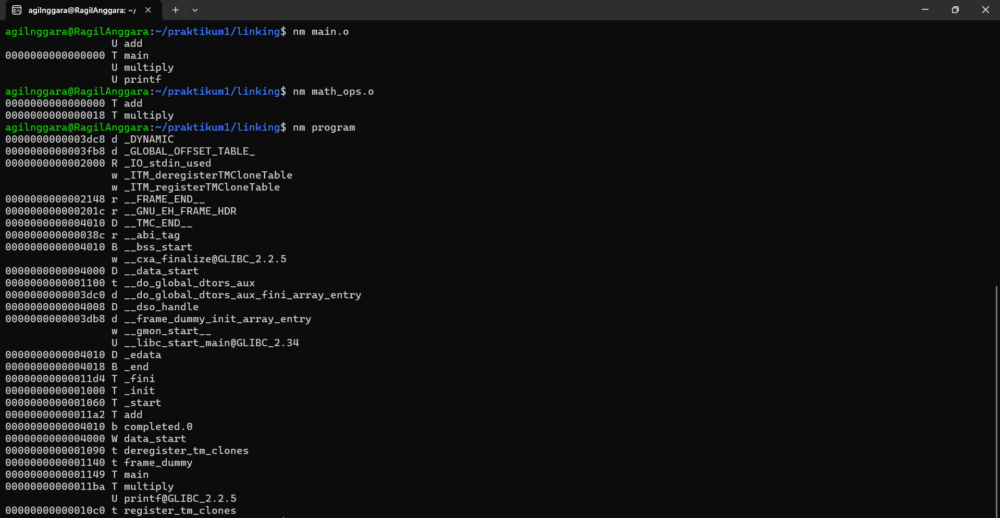 agilnggara@RagilAnggara: ~/
agilnggara@RagilAnggara:~/praktikum1/linking$ nm main.o
                 U add
0000000000000000 T main
                 U multiply
                 U printf
agilnggara@RagilAnggara:~/praktikum1/linking$ nm math_ops.o
0000000000000000 T add
0000000000000018 T multiply
agilnggara@RagilAnggara:~/praktikum1/linking$ nm program
0000000000003dc8 d _DYNAMIC
0000000000003fb8 d _GLOBAL_OFFSET_TABLE_
0000000000002000 R _IO_stdin_used
                 w _ITM_deregisterTMCloneTable
                 w _ITM_registerTMCloneTable
0000000000002148 r __FRAME_END__
000000000000201c r __GNU_EH_FRAME_HDR
0000000000004010 D __TMC_END__
000000000000038c r __abi_tag
0000000000004010 B __bss_start
                 w __cxa_finalize@GLIBC_2.2.5
0000000000004000 D __data_start
0000000000001100 t __do_global_dtors_aux
0000000000003dc0 d __do_global_dtors_aux_fini_array_entry
0000000000004008 D __dso_handle
0000000000003db8 d __frame_dummy_init_array_entry
                 w __gmon_start__
                 U __libc_start_main@GLIBC_2.34
0000000000004010 D _edata
0000000000004018 B _end
00000000000011d4 T _fini
0000000000001000 T _init
0000000000001060 T _start
00000000000011a2 T add
0000000000004010 b completed.0
0000000000004000 W data_start
0000000000001090 t deregister_tm_clones
0000000000001140 t frame_dummy
0000000000001149 T main
00000000000011ba T multiply
                 U printf@GLIBC_2.2.5
00000000000010c0 t register_tm_clones